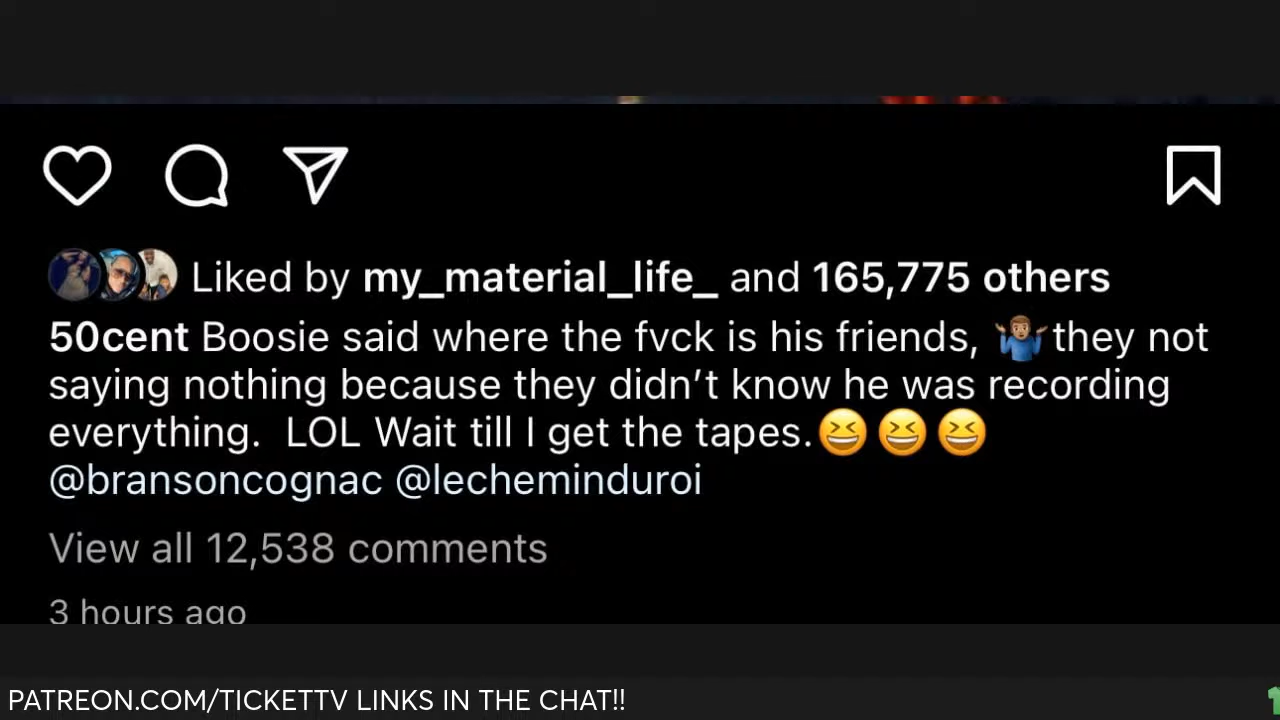 Liked by my_material_life_ and 165,775 others
50cent Boosie said where the fvck is his friends, 🤷🏽‍♂️ they not
saying nothing because they didn’t know he was recording
everything.  LOL Wait till I get the tapes.😆😆😆
@bransoncognac @lecheminduroi
View all 12,538 comments
3 hours ago
PATREON.COM/TICKETTV LINKS IN THE CHAT!!